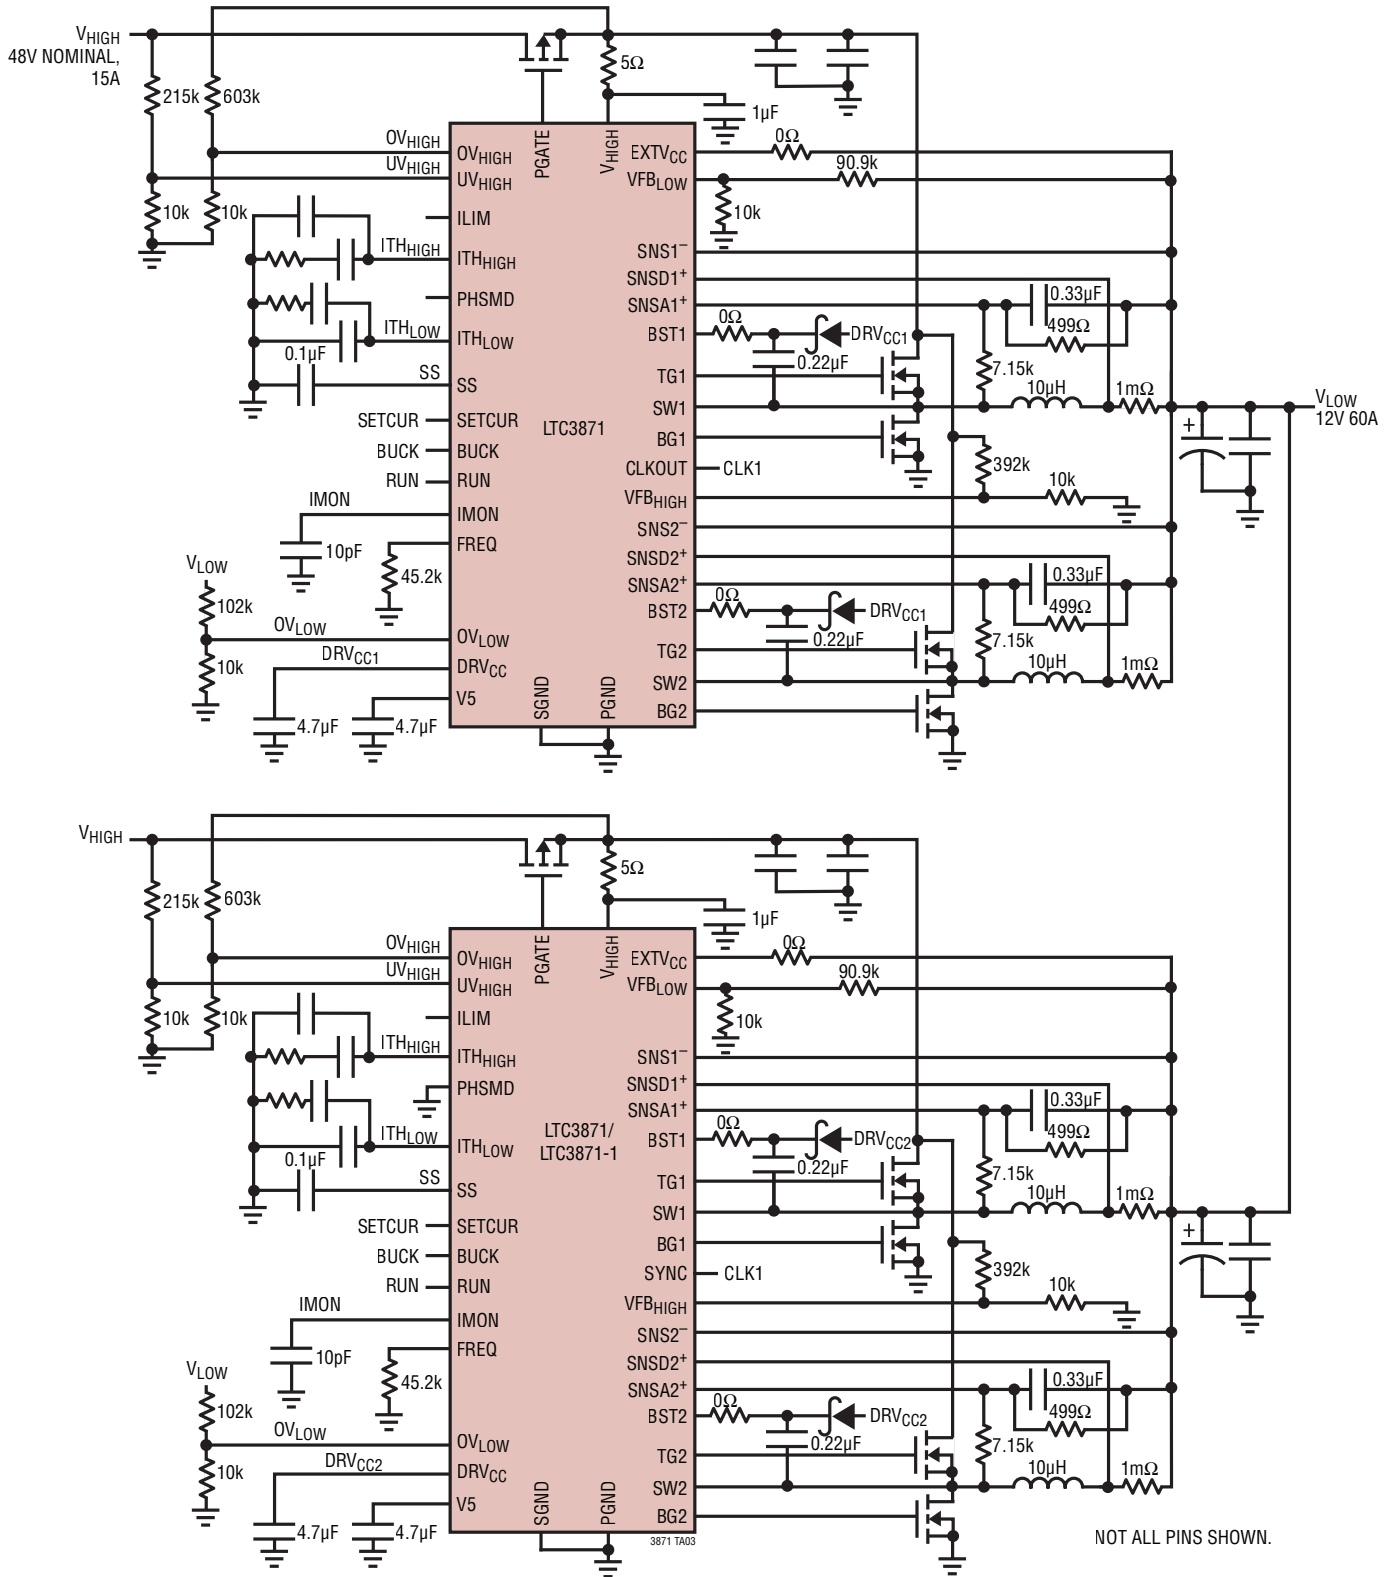 VHIGH
48V NOMINAL,
15A
215k
603k
5Ω
1µF
0Ω
90.9k
10k
10k
10k
OVHIGH
UVHIGH
ITHHIGH
ITHLOW
0.1µF
SS
SETCUR
BUCK
RUN
IMON
10pF
45.2k
VLOW
102k
OVLOW
10k
DRVCC1
4.7µF
4.7µF
OVHIGH
UVHIGH
ILIM
ITHHIGH
PHSMD
ITHLOW
SS
SETCUR
BUCK
RUN
IMON
FREQ
OVLOW
DRVCC
V5
PGATE
VHIGH
LTC3871
SGND
PGND
EXTVCC
VFBLOW
SNS1–
SNSD1+
SNSA1+
BST1
TG1
SW1
BG1
CLKOUT
VFBHIGH
SNS2–
SNSD2+
SNSA2+
BST2
TG2
SW2
BG2
0Ω
DRVCC1
0.22µF
0.33µF
499Ω
7.15k
10µH
1mΩ
VLOW
12V 60A
+
392k
CLK1
10k
0Ω
DRVCC1
0.22µF
0.33µF
499Ω
7.15k
10µH
1mΩ
VHIGH
215k
603k
5Ω
1µF
0Ω
90.9k
10k
10k
10k
OVHIGH
UVHIGH
ITHHIGH
ITHLOW
0.1µF
SS
SETCUR
BUCK
RUN
IMON
10pF
45.2k
VLOW
102k
OVLOW
10k
DRVCC2
4.7µF
4.7µF
OVHIGH
UVHIGH
ILIM
ITHHIGH
PHSMD
ITHLOW
SS
SETCUR
BUCK
RUN
IMON
FREQ
OVLOW
DRVCC
V5
PGATE
VHIGH
LTC3871/
LTC3871-1
SGND
PGND
EXTVCC
VFBLOW
SNS1–
SNSD1+
SNSA1+
BST1
TG1
SW1
BG1
SYNC
VFBHIGH
SNS2–
SNSD2+
SNSA2+
BST2
TG2
SW2
BG2
0Ω
DRVCC2
0.22µF
0.33µF
499Ω
7.15k
10µH
1mΩ
+
392k
CLK1
10k
0Ω
DRVCC2
0.22µF
0.33µF
499Ω
7.15k
10µH
1mΩ
3871 TA03
NOT ALL PINS SHOWN.